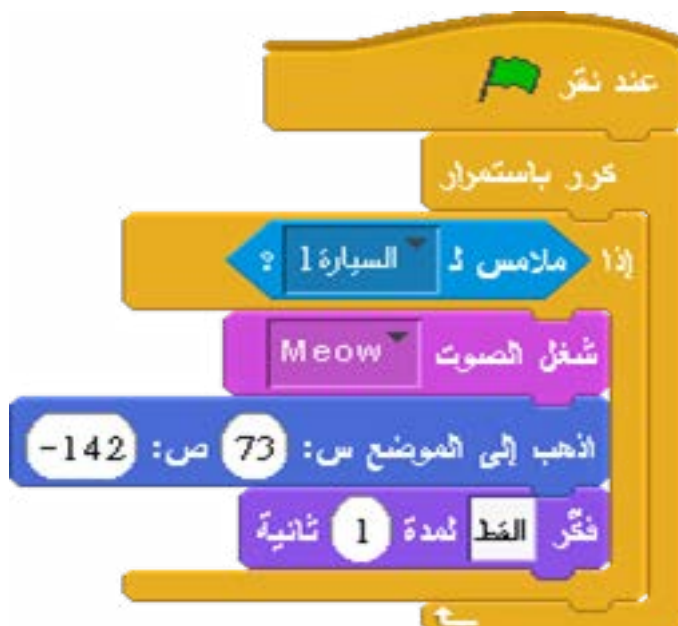 عند نقر
كرر باستمرار
إذا ملامس لـ السيارة1 ؟
شغل الصوت Meow
اذهب إلى الموضع س: 73 ص: -142
فكّر القط لمدة 1 ثانية